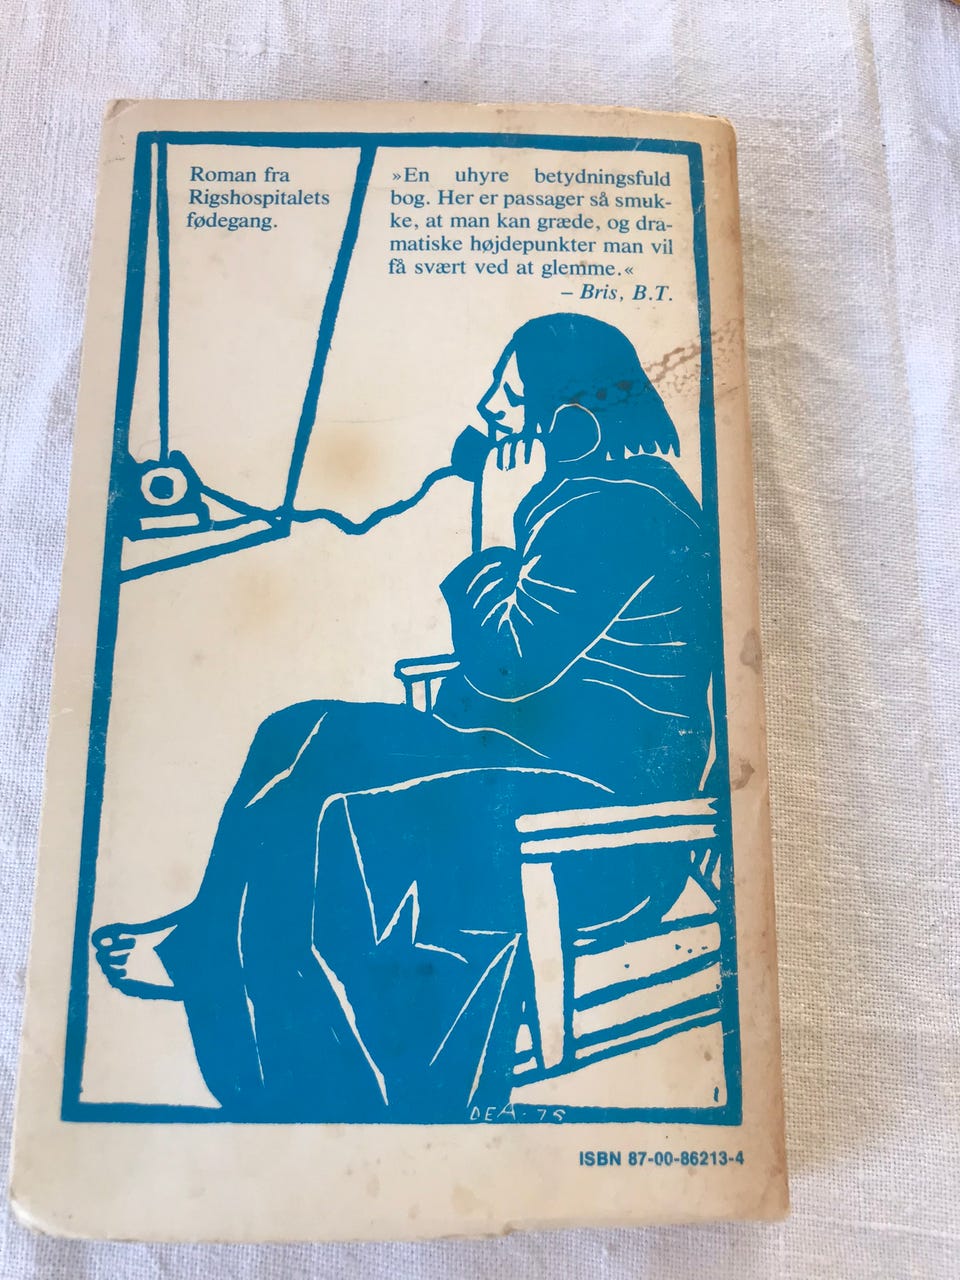 Roman fra
Rigshospitalets
fødegang.
»En uhyre betydningsfuld
bog. Her er passager så smuk-
ke, at man kan græde, og dra-
matiske højdepunkter man vil
få svært ved at glemme.«
– Bris, B.T.
DEA·75
ISBN 87-00-86213-4